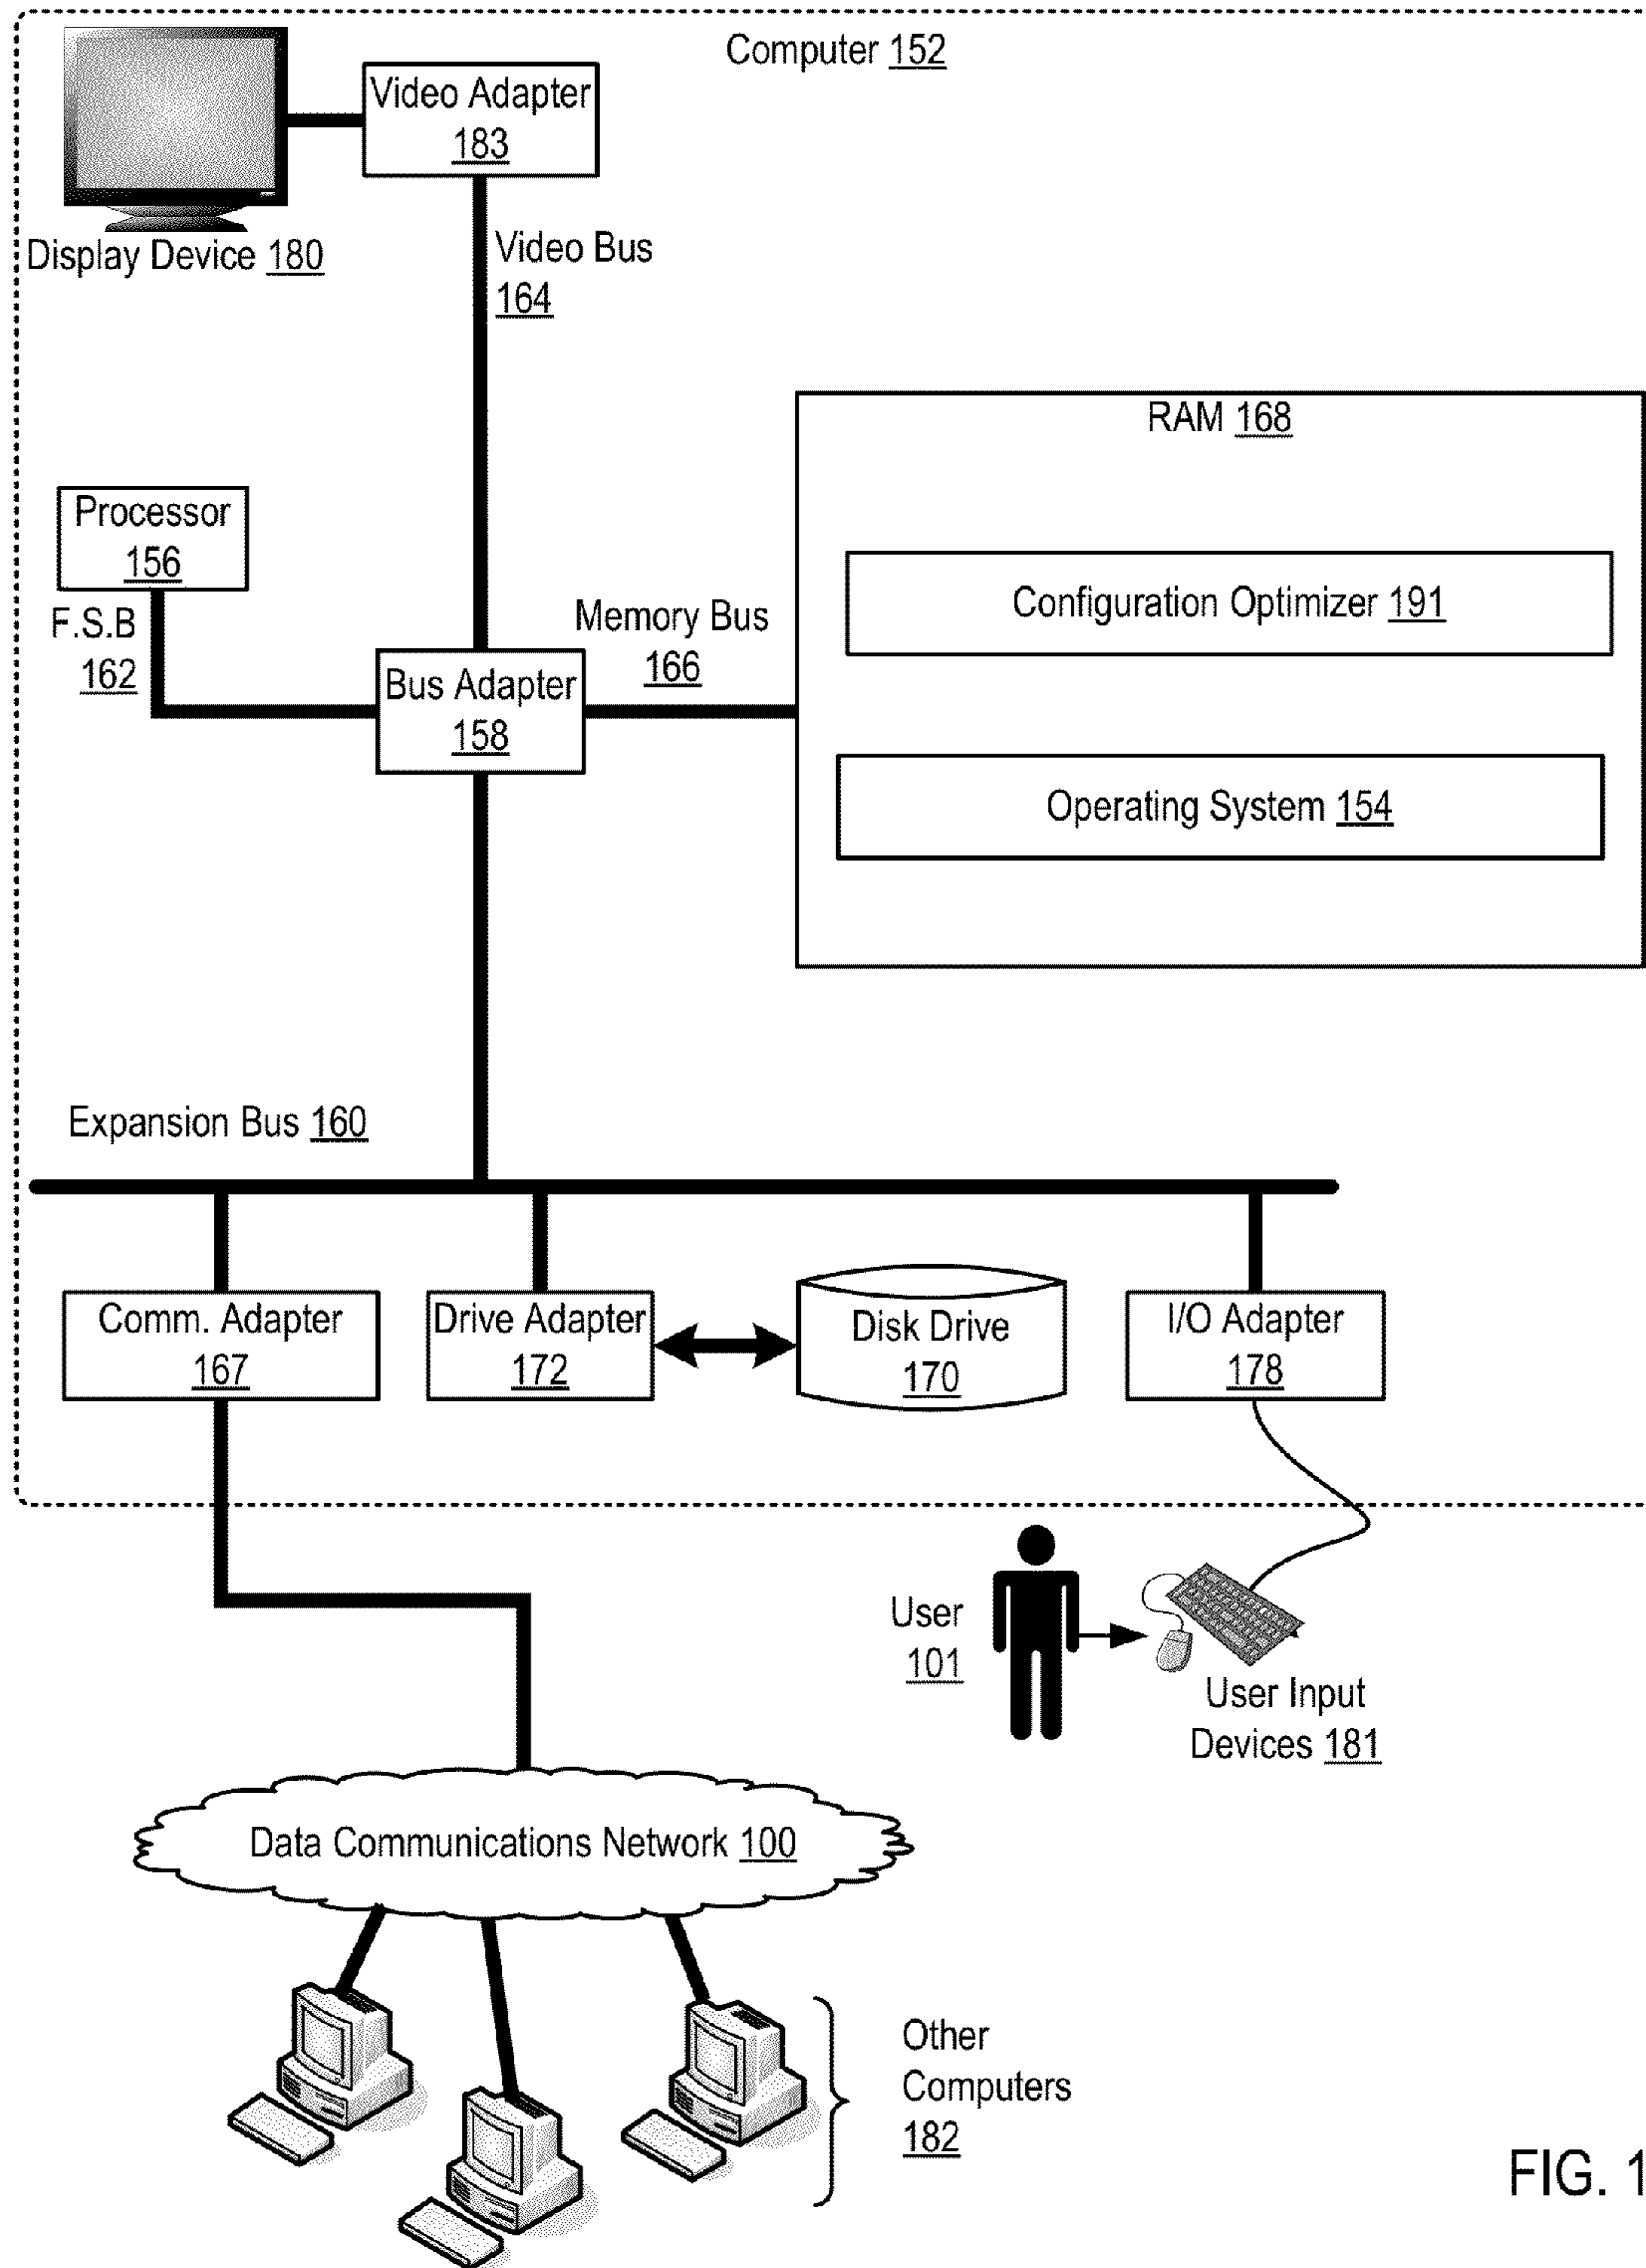 Computer 152
Video Adapter
183
Display Device 180
Video Bus
164
RAM 168
Processor
156
Configuration Optimizer 191
F.S.B
162
Memory Bus
166
Bus Adapter
158
Operating System 154
Expansion Bus 160
Comm. Adapter
167
Drive Adapter
172
Disk Drive
170
I/O Adapter
178
User
101
User Input
Devices 181
Data Communications Network 100
Other
Computers
182
FIG. 1